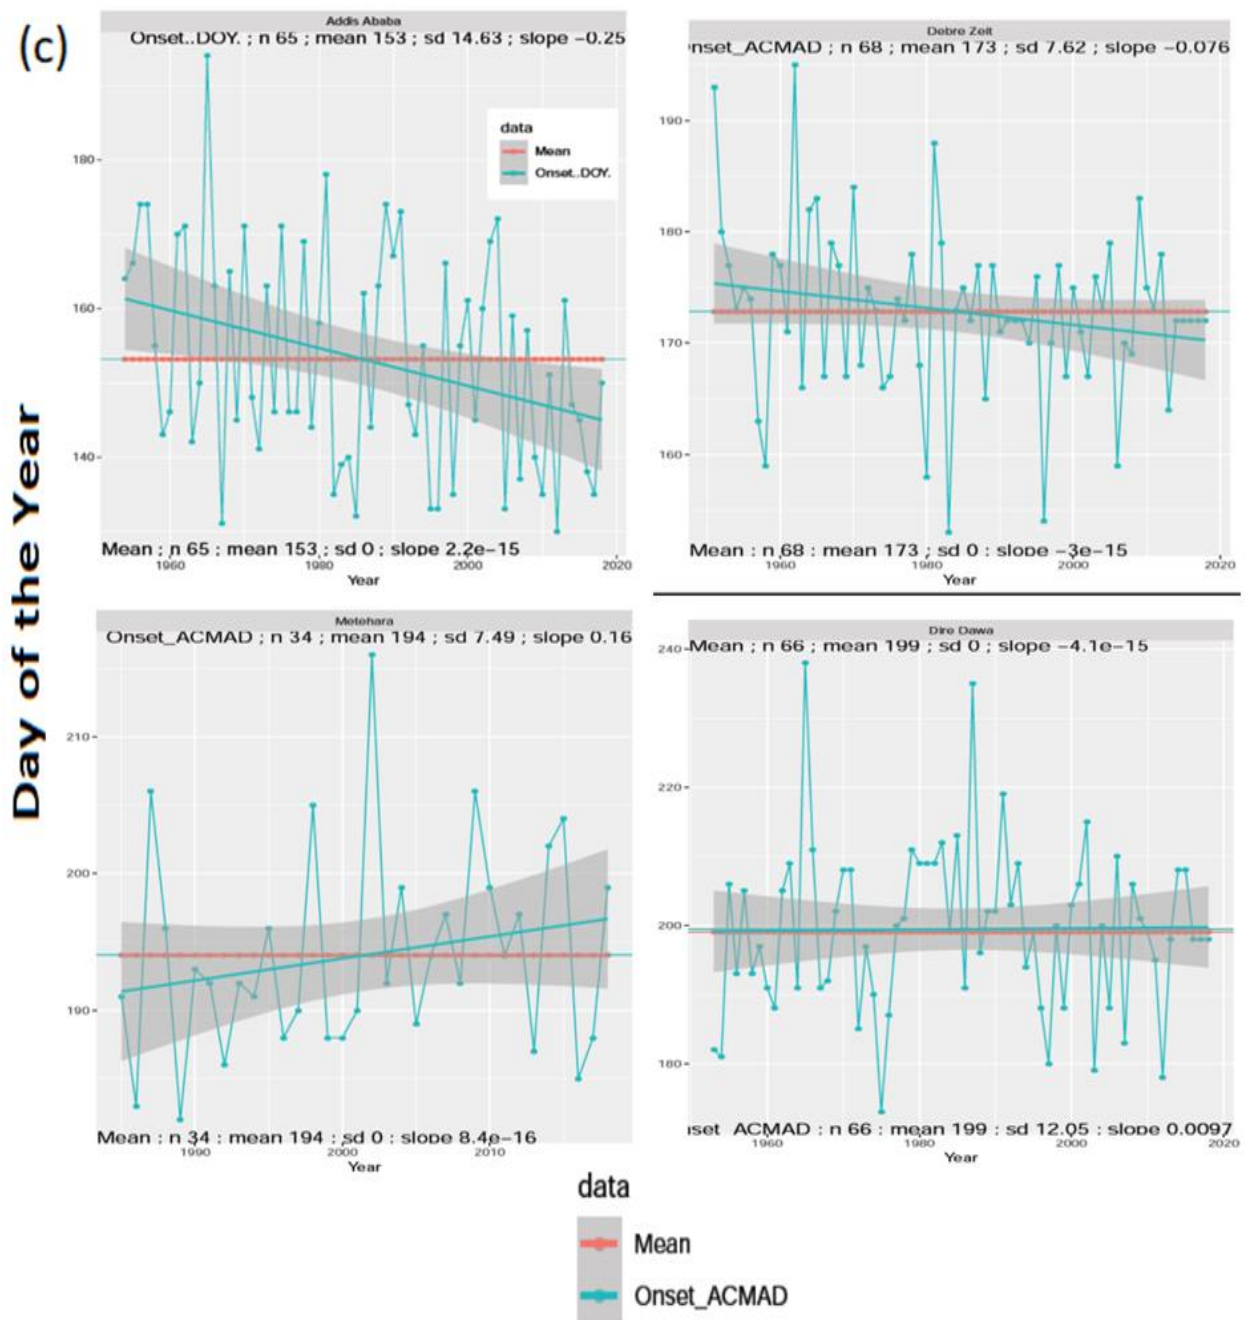 (c)
Day of the Year
Addis Ababa
Onset..DOY. ; n 65 ; mean 153 ; sd 14.63 ; slope −0.25
180
160
140
data
Mean
Onset..DOY.
Mean ; n 65 ; mean 153 ; sd 0 ; slope 2.2e−15
1960 1980 2000 2020
Year
Debre Zeit
nset_ACMAD ; n 68 ; mean 173 ; sd 7.62 ; slope −0.076
190
180
170
160
Mean ; n 68 ; mean 173 ; sd 0 ; slope −3e−15
1960 1980 2000 2020
Year
Metehara
Onset_ACMAD ; n 34 ; mean 194 ; sd 7.49 ; slope 0.16
210
200
190
Mean ; n 34 ; mean 194 ; sd 0 ; slope 8.4e−16
1990 2000 2010
Year
Dire Dawa
Mean ; n 66 ; mean 199 ; sd 0 ; slope −4.1e−15
240
220
200
180
nset_ACMAD ; n 66 ; mean 199 ; sd 12.05 ; slope 0.0097
1960 1980 2000 2020
Year
data
Mean
Onset_ACMAD